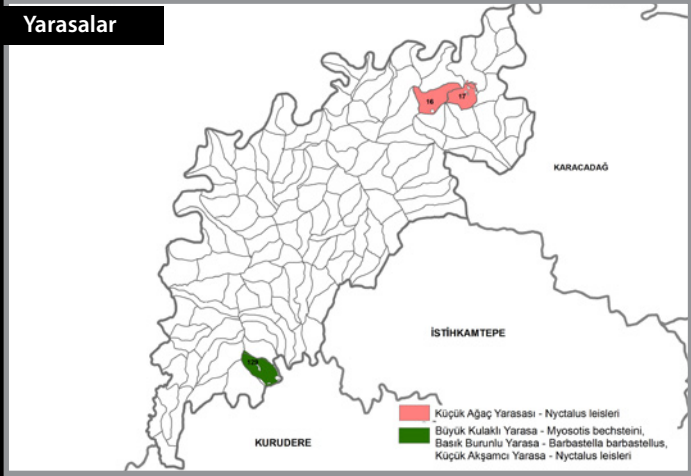 Yarasalar
16
17
KARACADAĞ
İSTİHKAMTEPE
129
KURUDERE
Küçük Ağaç Yarasası - Nyctalus leisleri
Büyük Kulaklı Yarasa - Myosotis bechsteini,
Basık Burunlu Yarasa - Barbastella barbastellus,
Küçük Akşamcı Yarasa - Nyctalus leisleri